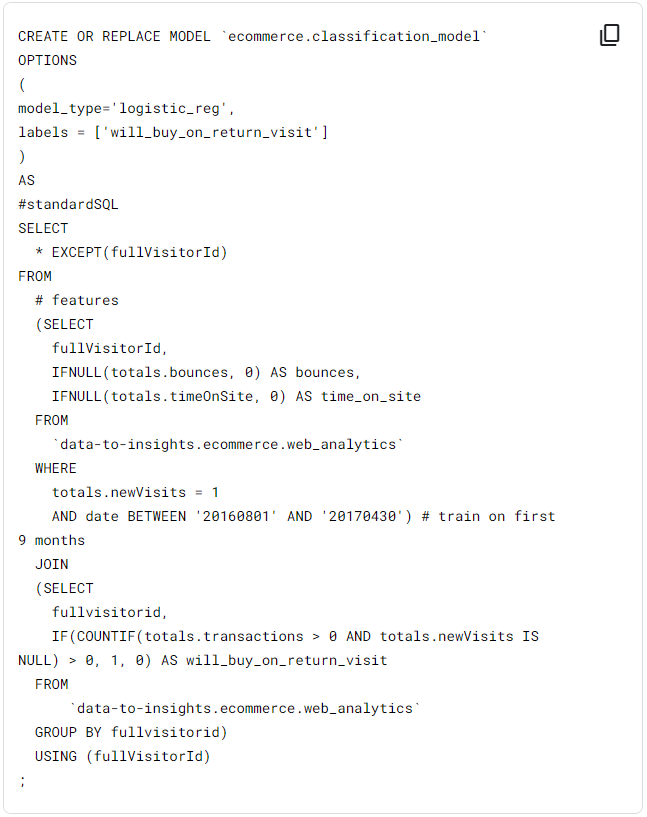 CREATE OR REPLACE MODEL `ecommerce.classification_model`
OPTIONS
(
model_type='logistic_reg',
labels = ['will_buy_on_return_visit']
)
AS
#standardSQL
SELECT
  * EXCEPT(fullVisitorId)
FROM
  # features
  (SELECT
    fullVisitorId,
    IFNULL(totals.bounces, 0) AS bounces,
    IFNULL(totals.timeOnSite, 0) AS time_on_site
  FROM
    `data-to-insights.ecommerce.web_analytics`
  WHERE
    totals.newVisits = 1
    AND date BETWEEN '20160801' AND '20170430') # train on first
9 months
  JOIN
  (SELECT
    fullvisitorid,
    IF(COUNTIF(totals.transactions > 0 AND totals.newVisits IS
NULL) > 0, 1, 0) AS will_buy_on_return_visit
  FROM
      `data-to-insights.ecommerce.web_analytics`
  GROUP BY fullvisitorid)
  USING (fullVisitorId)
;